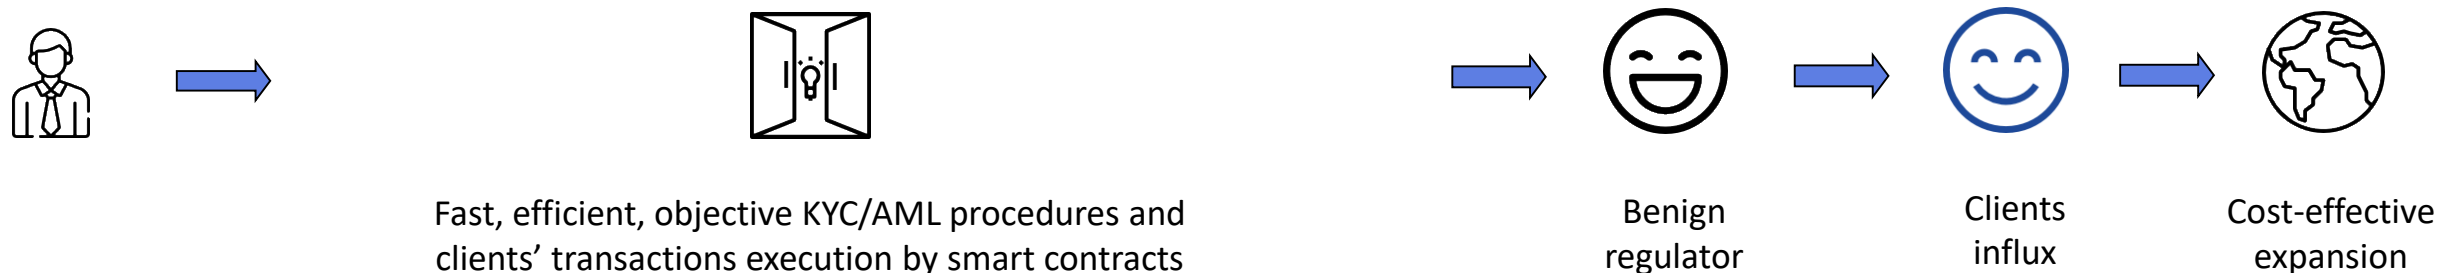 Fast, efficient, objective KYC/AML procedures and
clients’ transactions execution by smart contracts
Benign
regulator
Clients
influx
Cost-effective
expansion